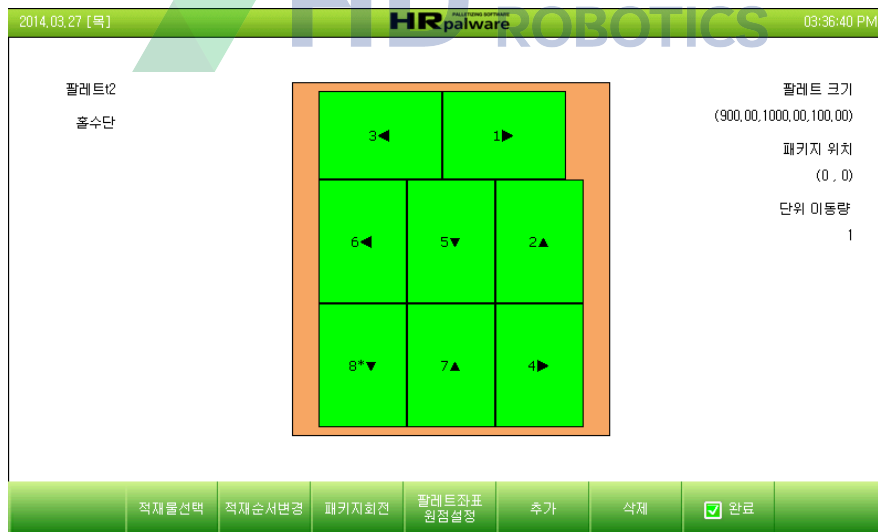 2014.03.27 [목]
PALLETIZING SOFTWARE
HRpalware
HD ROBOTICS
03:36:40 PM
팔레트t2
홀수단
팔레트 크기
(900,00,1000,00,100,00)
패키지 위치
(0 , 0)
단위 이동량
1
3◀ 1▶
6◀ 5▼ 2▲
8*▼ 7▲ 4▶
적재물선택 적재순서변경 패키지회전 팔레트좌표
원점설정 추가 삭제 완료